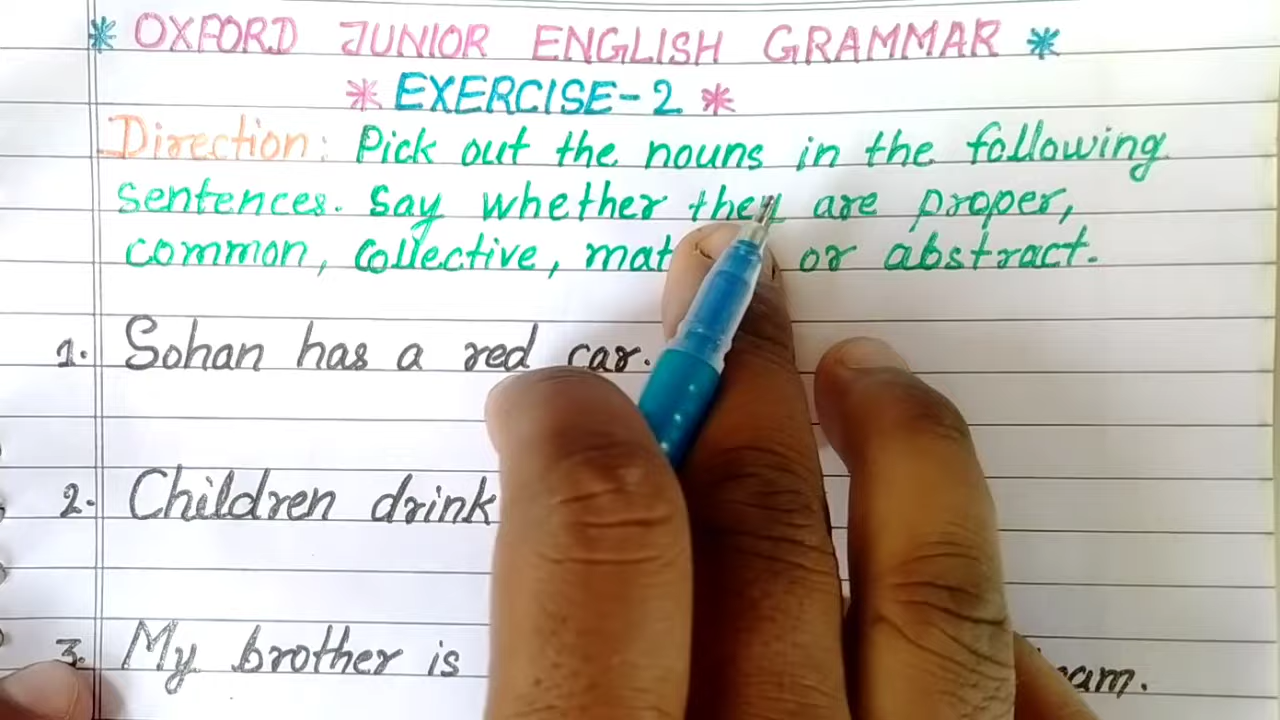 * OXFORD JUNIOR ENGLISH GRAMMAR *
* EXERCISE-2 *
Direction: Pick out the nouns in the following
sentences. Say whether they are proper,
common, collective, mat or abstract.
1. Sohan has a red car.
2. Children drink
3. My brother is